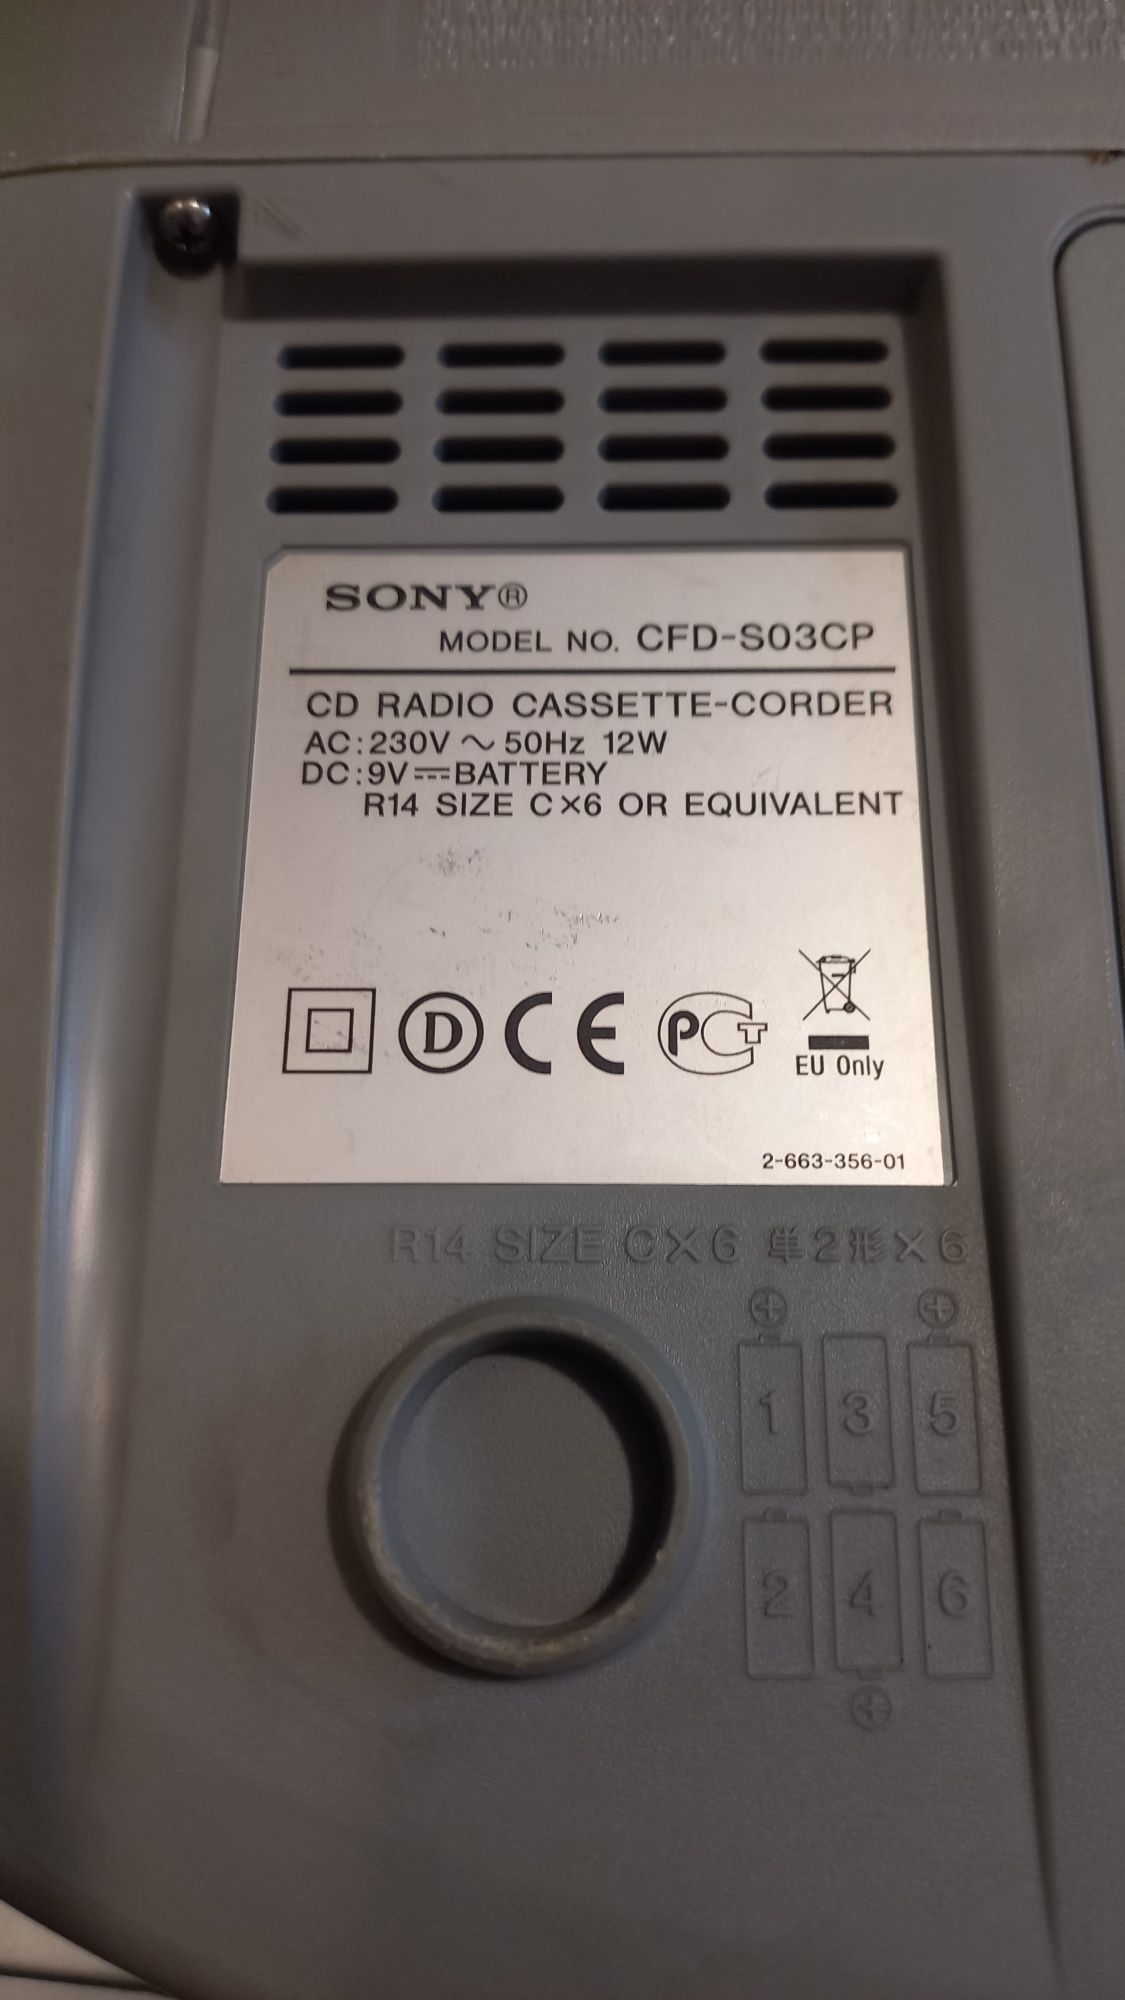 SONY®
MODEL NO. CFD-S03CP
CD RADIO CASSETTE-CORDER
AC:230V ~ 50Hz 12W
DC:9V⎓BATTERY
R14 SIZE C×6 OR EQUIVALENT
D CE PCT
EU Only
2-663-356-01
R14 SIZE C×6 単2形×6
1 3 5
2 4 6